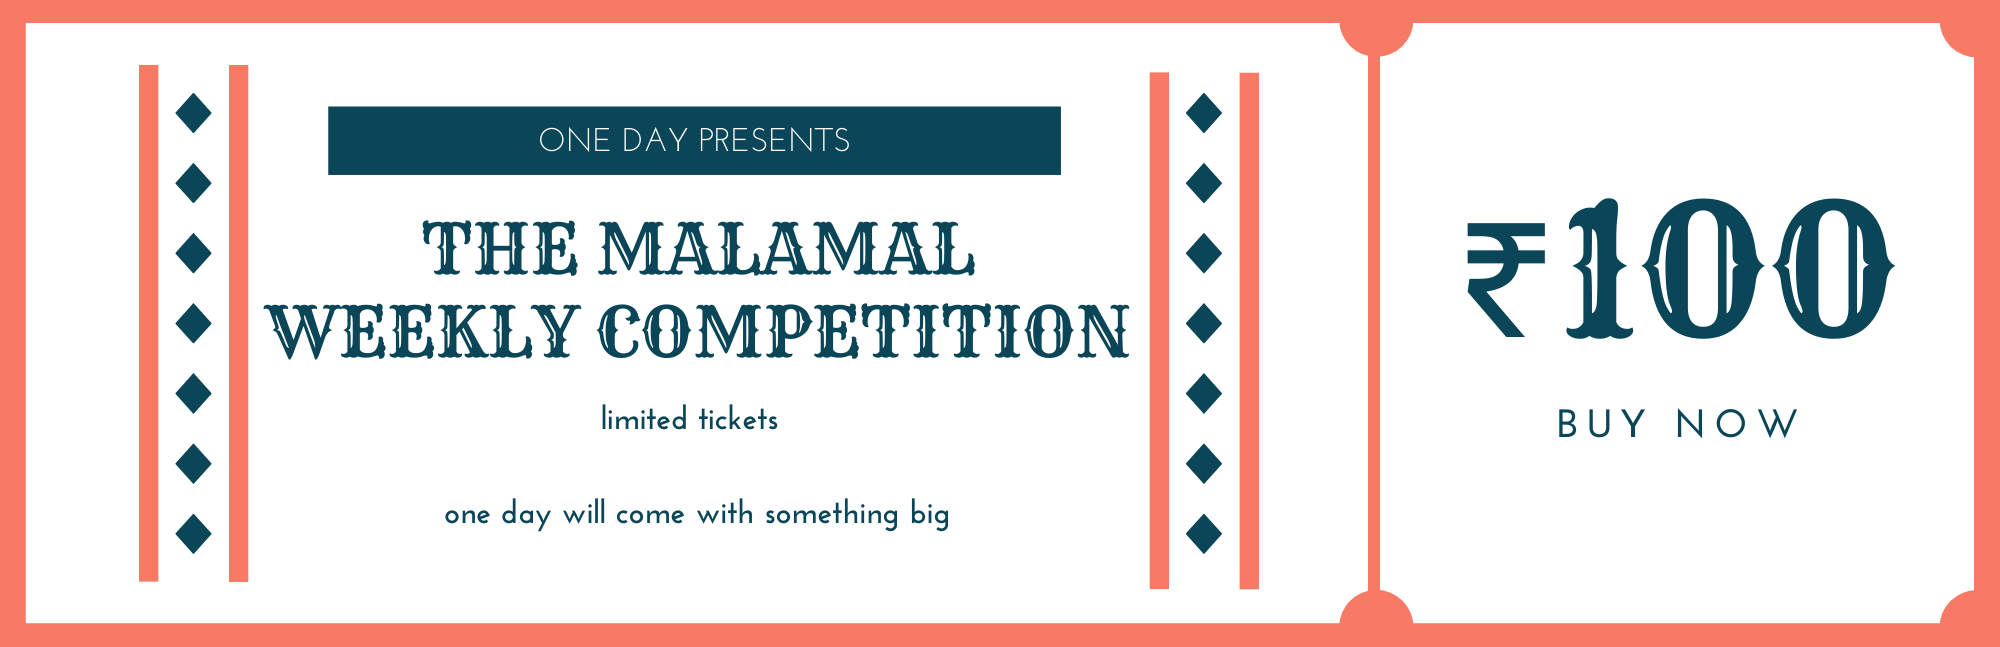 ONE DAY PRESENTS
THE MALAMAL
WEEKLY COMPETITION
limited tickets
one day will come with something big
₹100
BUY NOW